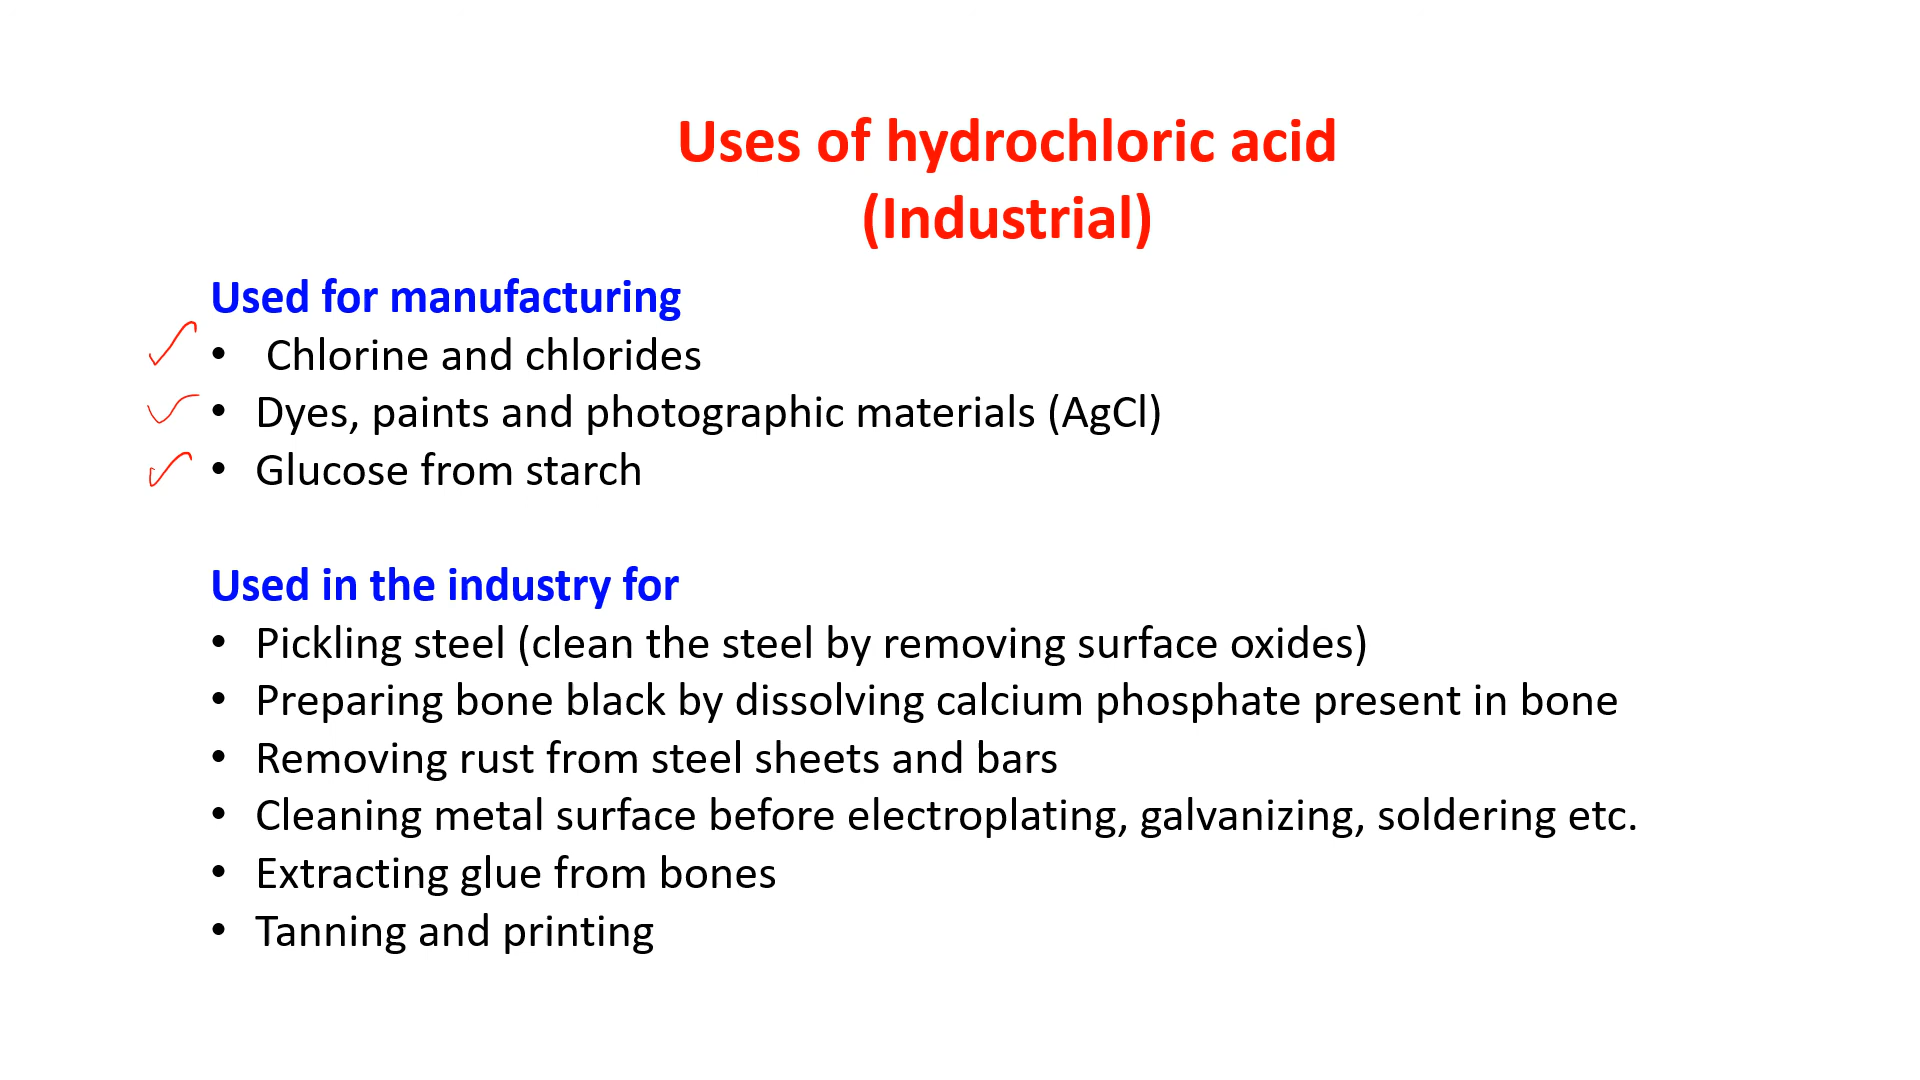 Uses of hydrochloric acid
(Industrial)
Used for manufacturing
• Chlorine and chlorides
• Dyes, paints and photographic materials (AgCl)
• Glucose from starch
Used in the industry for
• Pickling steel (clean the steel by removing surface oxides)
• Preparing bone black by dissolving calcium phosphate present in bone
• Removing rust from steel sheets and bars
• Cleaning metal surface before electroplating, galvanizing, soldering etc.
• Extracting glue from bones
• Tanning and printing